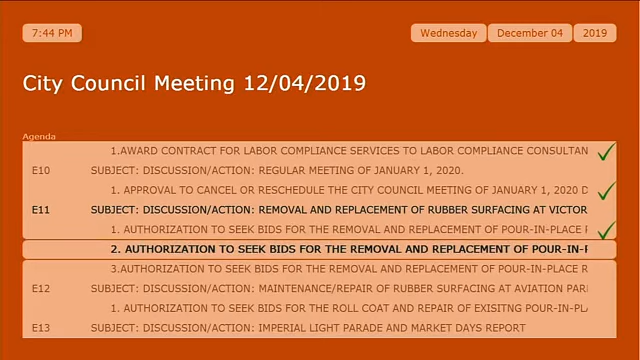 7:44 PM
Wednesday December 04 2019
City Council Meeting 12/04/2019
Agenda
1.AWARD CONTRACT FOR LABOR COMPLIANCE SERVICES TO LABOR COMPLIANCE CONSULTAN
E10 SUBJECT: DISCUSSION/ACTION: REGULAR MEETING OF JANUARY 1, 2020.
1. APPROVAL TO CANCEL OR RESCHEDULE THE CITY COUNCIL MEETING OF JANUARY 1, 2020 D
E11 SUBJECT: DISCUSSION/ACTION: REMOVAL AND REPLACEMENT OF RUBBER SURFACING AT VICTOR
1. AUTHORIZATION TO SEEK BIDS FOR THE REMOVAL AND REPLACEMENT OF POUR-IN-PLACE
2. AUTHORIZATION TO SEEK BIDS FOR THE REMOVAL AND REPLACEMENT OF POUR-IN-
3.AUTHORIZATION TO SEEK BIDS FOR THE REMOVAL AND REPLACEMENT OF POUR-IN-PLACE R
E12 SUBJECT: DISCUSSION/ACTION: MAINTENANCE/REPAIR OF RUBBER SURFACING AT AVIATION PAR
1. AUTHORIZATION TO SEEK BIDS FOR THE ROLL COAT AND REPAIR OF EXISITNG POUR-IN-PL
E13 SUBJECT: DISCUSSION/ACTION: IMPERIAL LIGHT PARADE AND MARKET DAYS REPORT